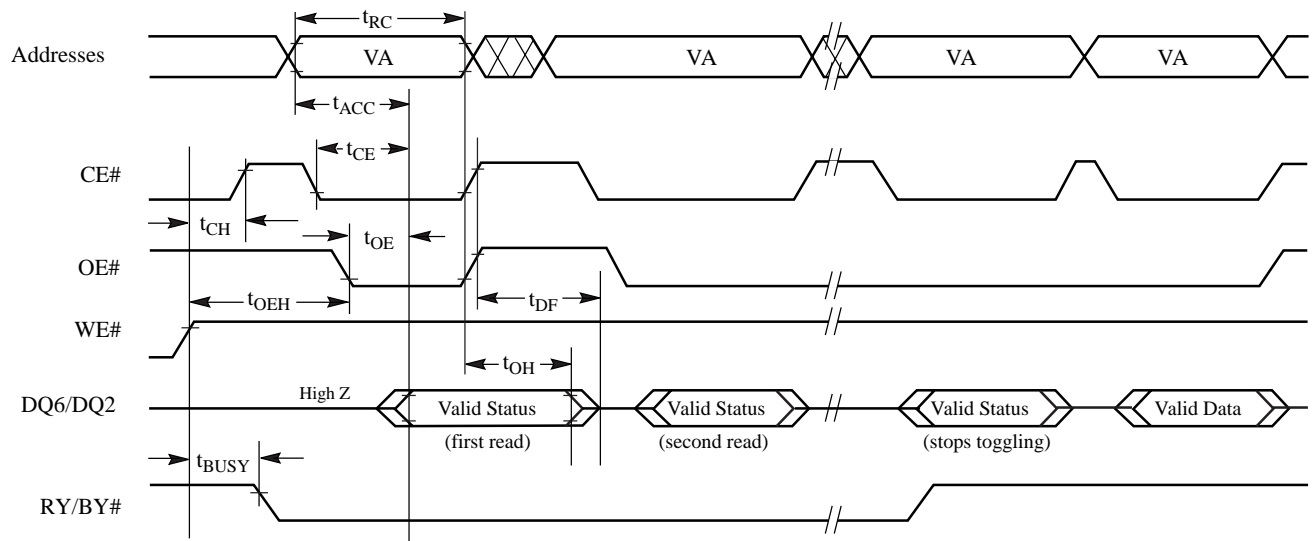 tRC
Addresses VA VA VA VA
tACC
tCE
CE#
tCH tOE
OE#
tOEH tDF
WE#
tOH
DQ6/DQ2 High Z Valid Status Valid Status Valid Status Valid Data
(first read) (second read) (stops toggling)
tBUSY
RY/BY#